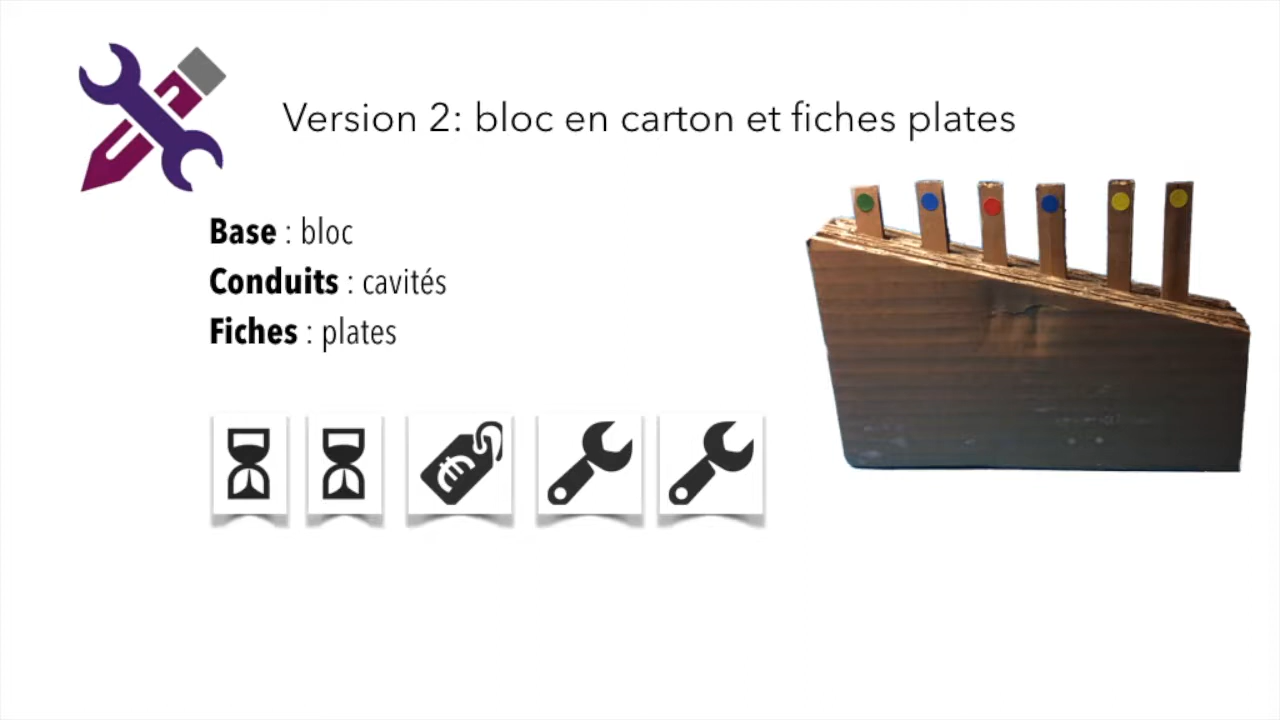 Version 2: bloc en carton et fiches plates
Base : bloc
Conduits : cavités
Fiches : plates